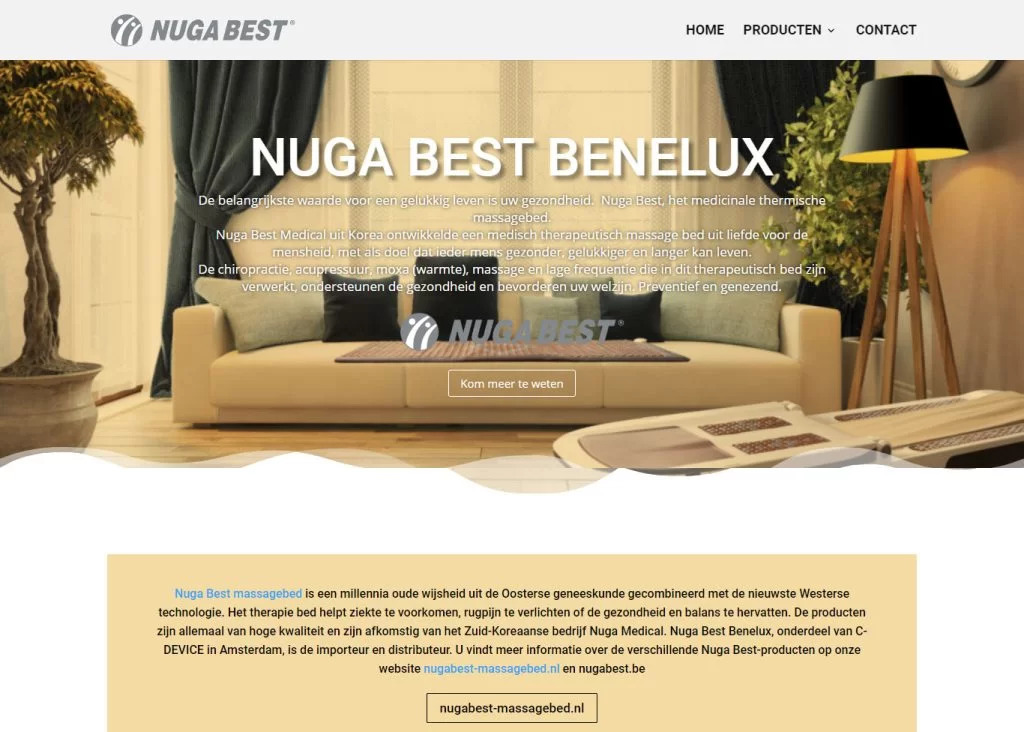 NUGA BEST®
HOME
PRODUCTEN
CONTACT
NUGA BEST BENELUX
De belangrijkste waarde voor een gelukkig leven is uw gezondheid. Nuga Best, het medicinale thermische
massagebed.
Nuga Best Medical uit Korea ontwikkelde een medisch therapeutisch massage bed uit liefde voor de
mensheid, met als doel dat ieder mens gezonder, gelukkiger en langer kan leven.
De chiropractie, acupressuur, moxa (warmte), massage en lage frequentie die in dit therapeutisch bed zijn
verwerkt, ondersteunen de gezondheid en bevorderen uw welzijn. Preventief en genezend.
NUGA BEST®
Kom meer te weten
Nuga Best massagebed is een millennia oude wijsheid uit de Oosterse geneeskunde gecombineerd met de nieuwste Westerse
technologie. Het therapie bed helpt ziekte te voorkomen, rugpijn te verlichten of de gezondheid en balans te hervatten. De producten
zijn allemaal van hoge kwaliteit en zijn afkomstig van het Zuid-Koreaanse bedrijf Nuga Medical. Nuga Best Benelux, onderdeel van C-
DEVICE in Amsterdam, is de importeur en distributeur. U vindt meer informatie over de verschillende Nuga Best-producten op onze
website nugabest-massagebed.nl en nugabest.be
nugabest-massagebed.nl